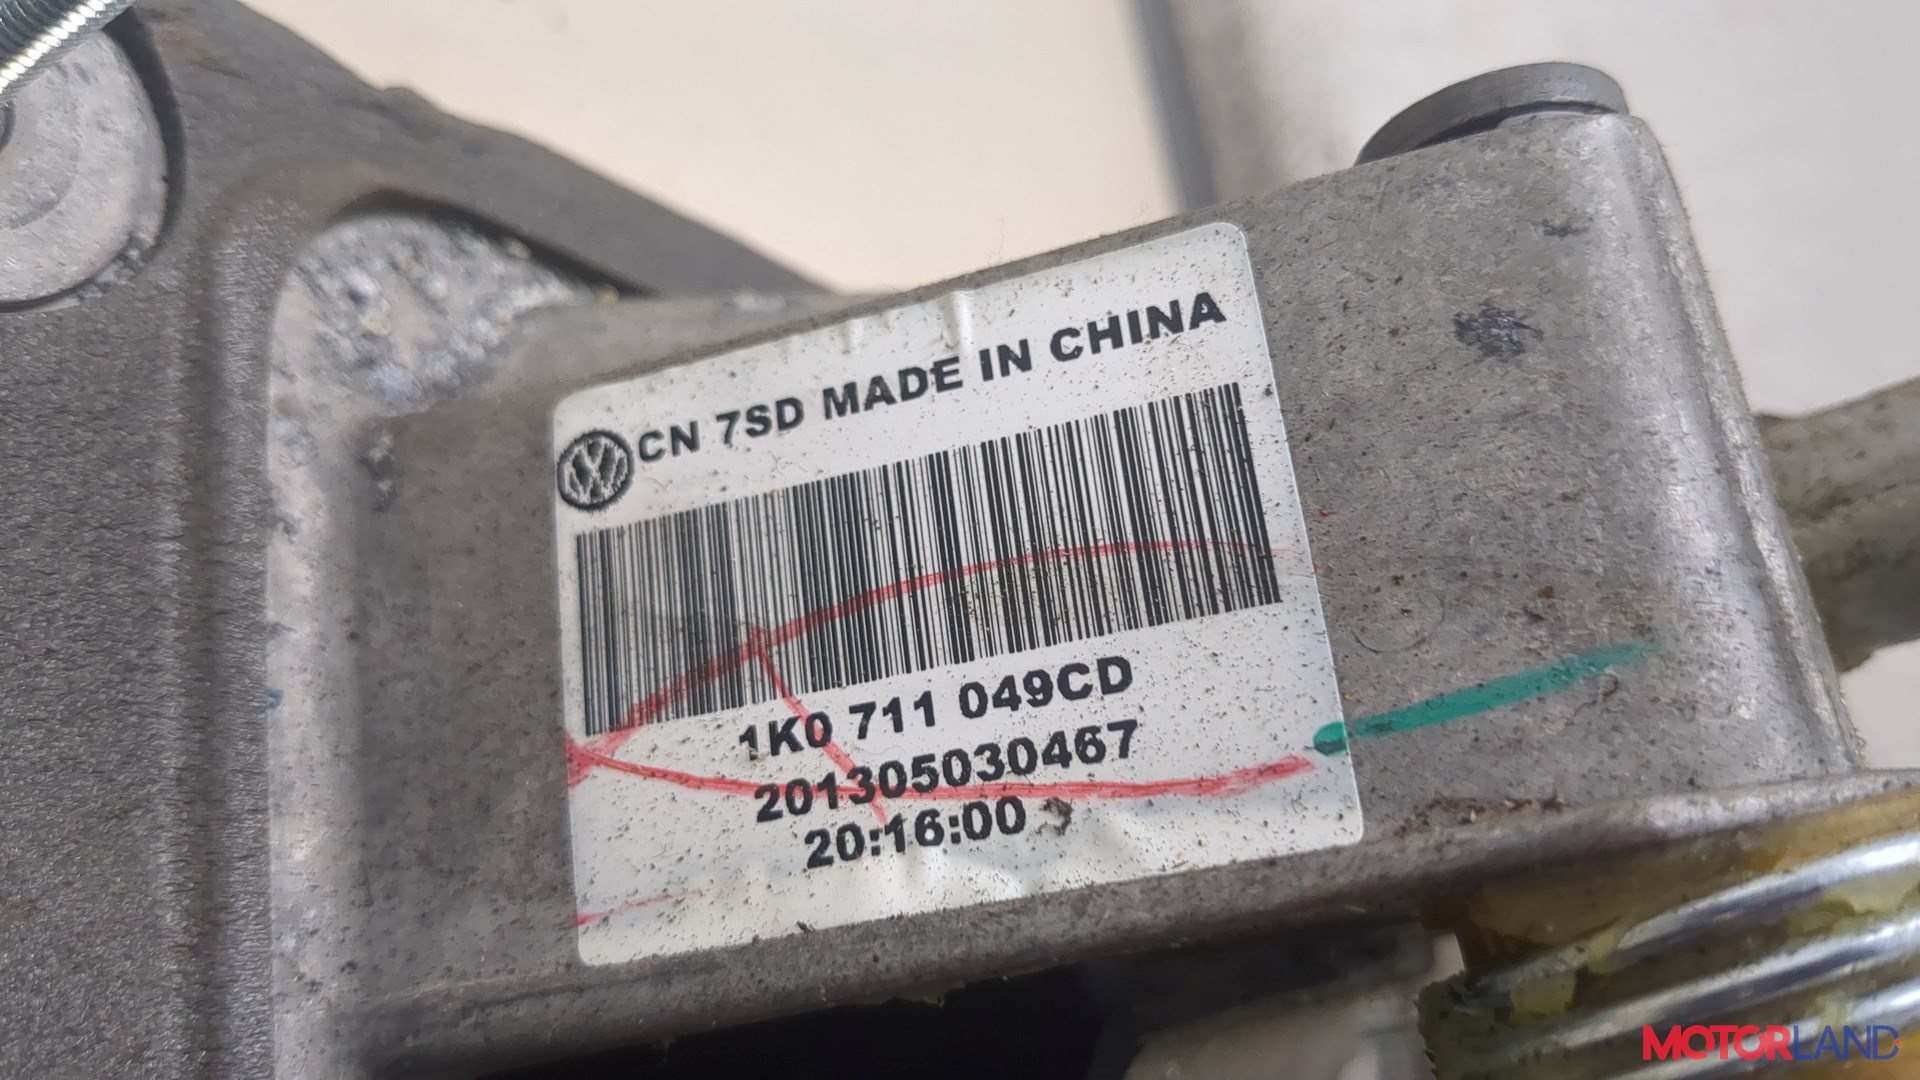 CN 7SD MADE IN CHINA
1K0 711 049CD
201305030467
20:16:00
MOTORLAND